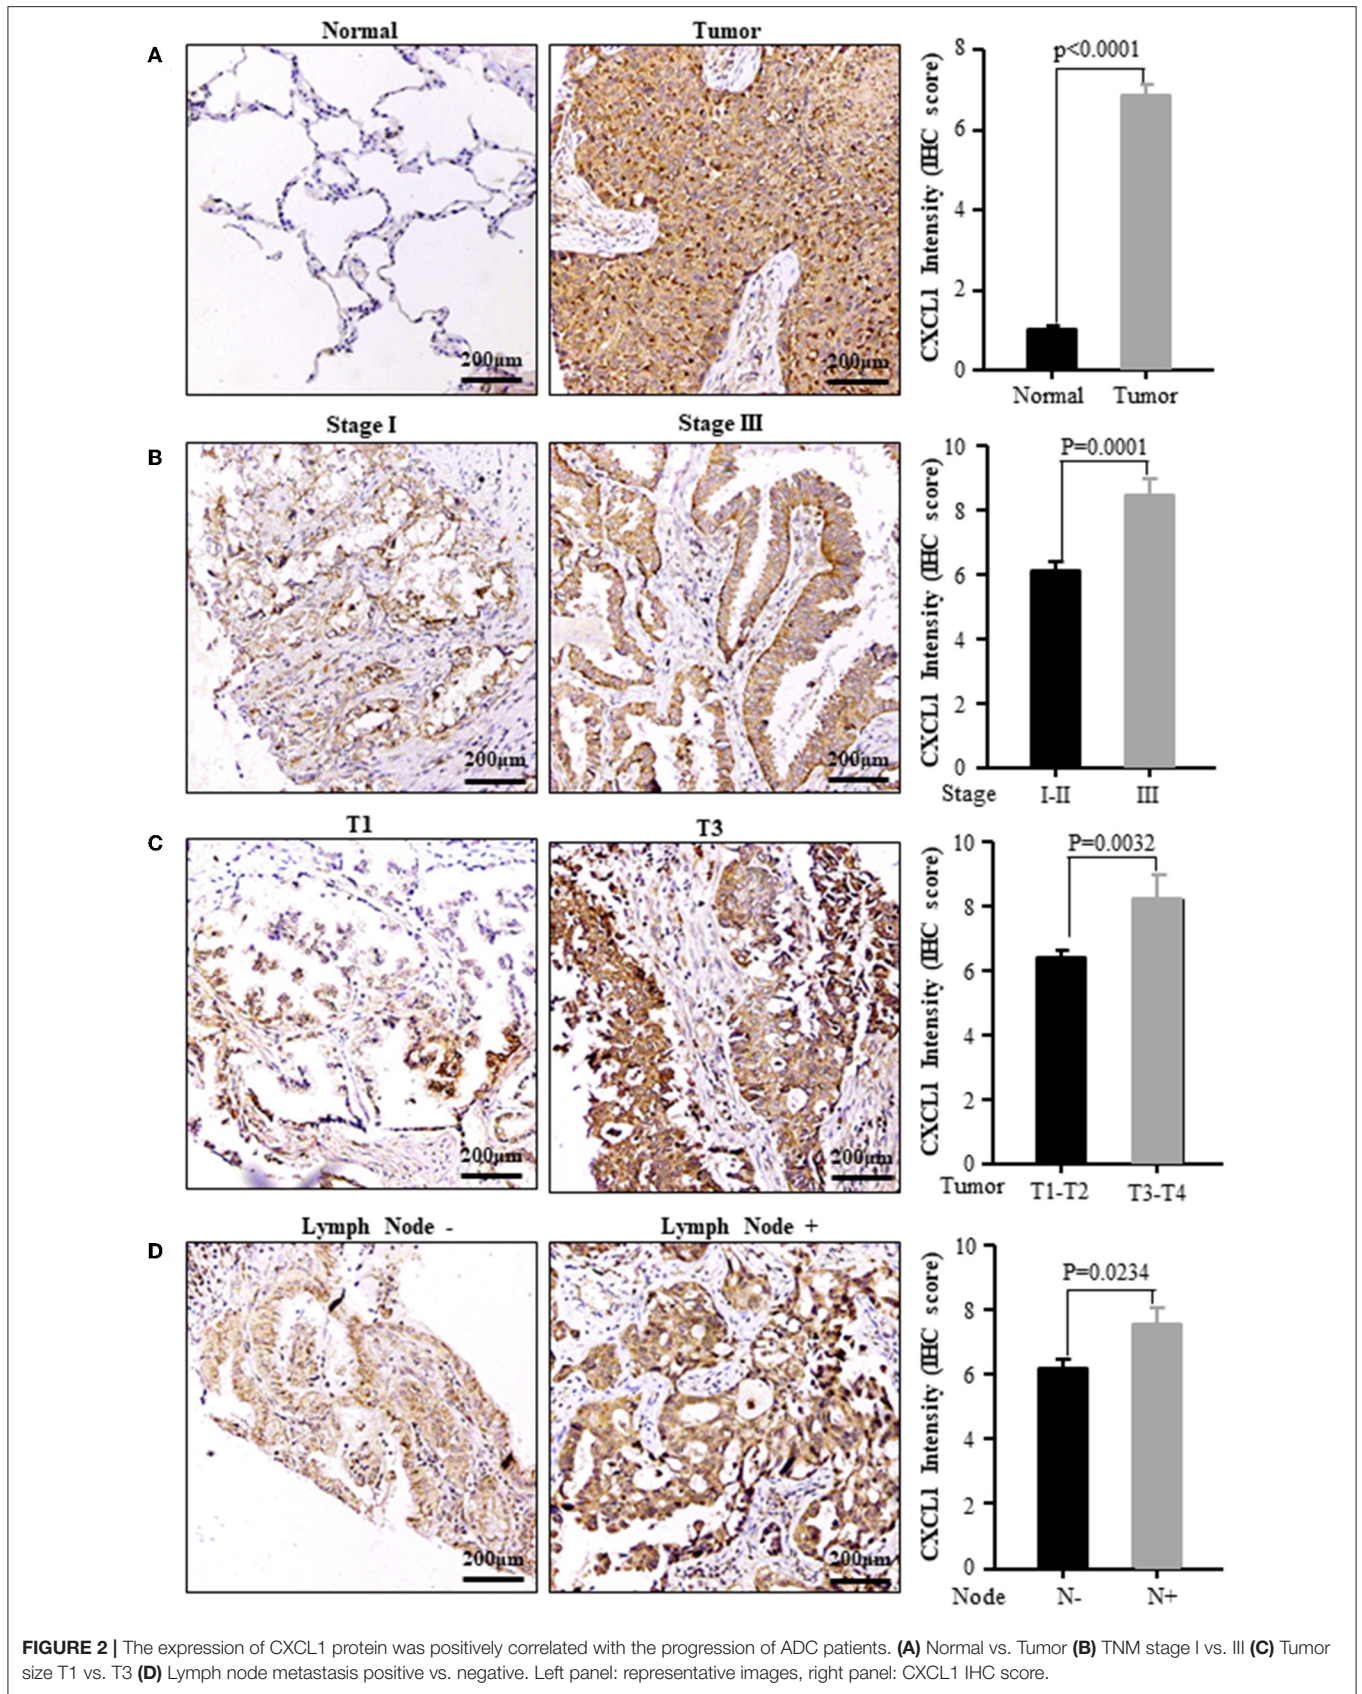 A
Normal
Tumor
200μm
200μm
CXCL1 Intensity (IHC score)
8
6
4
2
0
p<0.0001
Normal
Tumor
B
Stage I
Stage III
200μm
200μm
CXCL1 Intensity (IHC score)
10
8
6
4
2
0
P=0.0001
Stage
I-II
III
C
T1
T3
200μm
200μm
CXCL1 Intensity (IHC score)
10
8
6
4
2
0
P=0.0032
Tumor
T1-T2
T3-T4
D
Lymph Node -
Lymph Node +
200μm
200μm
CXCL1 Intensity (IHC score)
10
8
6
4
2
0
P=0.0234
Node
N-
N+
FIGURE 2 | The expression of CXCL1 protein was positively correlated with the progression of ADC patients. (A) Normal vs. Tumor (B) TNM stage I vs. III (C) Tumor
size T1 vs. T3 (D) Lymph node metastasis positive vs. negative. Left panel: representative images, right panel: CXCL1 IHC score.